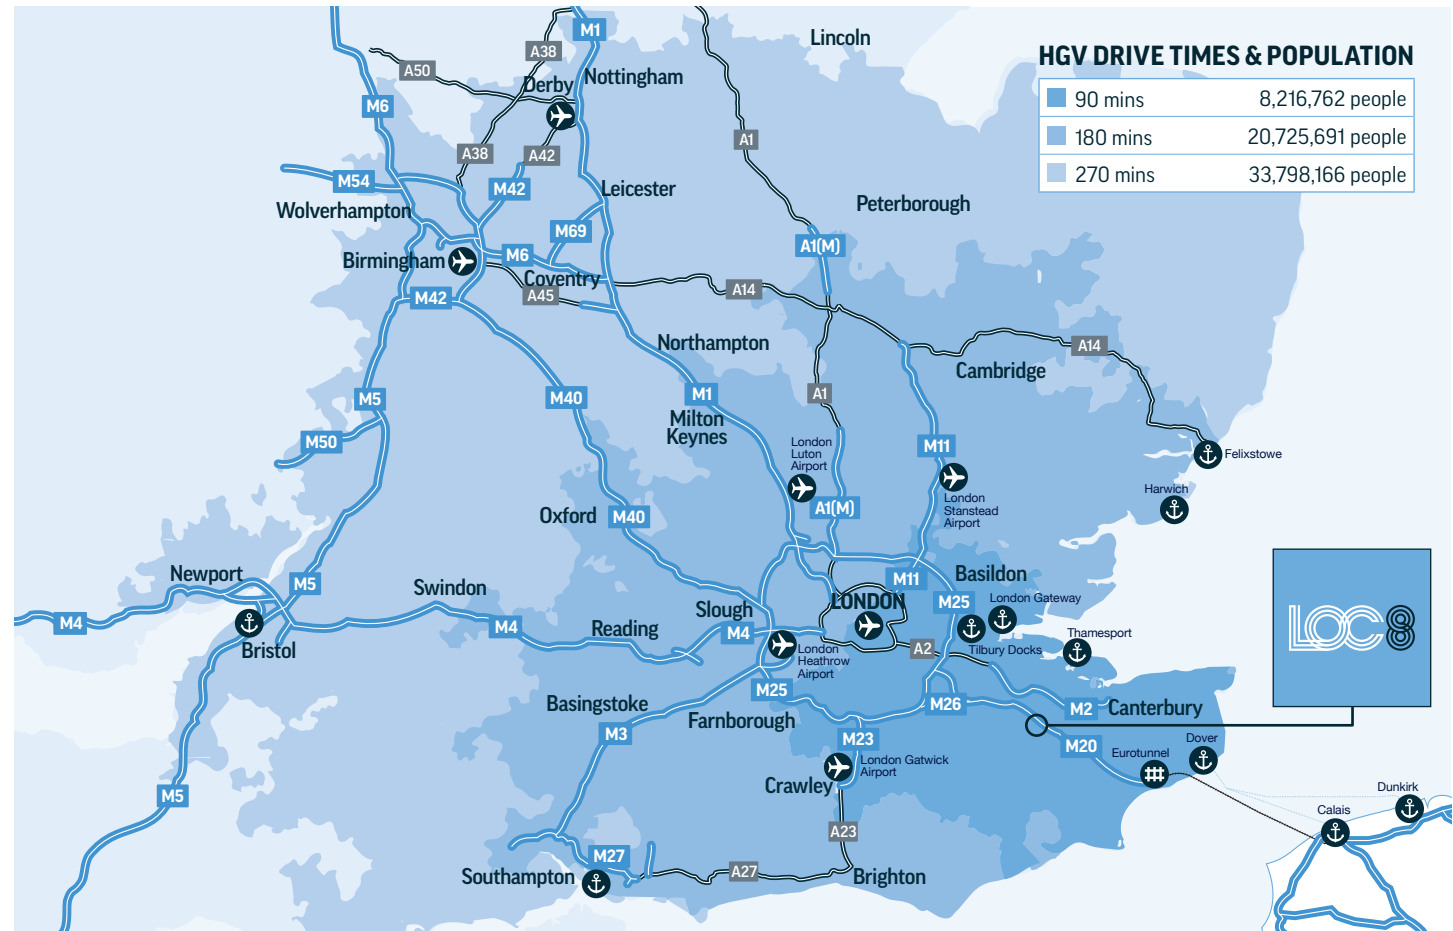 HGV DRIVE TIMES & POPULATION
90 mins 8,216,762 people
180 mins 20,725,691 people
270 mins 33,798,166 people
M1
Lincoln
A38
A50
Nottingham
Derby
M6
A1
A38
A42
M54
M42
Leicester
Wolverhampton
Peterborough
M69
A1(M)
M6
Birmingham
Coventry
A45
M42
A14
Northampton
A14
Cambridge
M5
M40
M1
A1
Milton
Keynes
M50
London
Luton
Airport
M11
Felixstowe
Harwich
London
Stanstead
Airport
A1(M)
Oxford
M40
Newport
M5
Swindon
M11
Basildon
LONDON
M25
London Gateway
Slough
M4
M4
Reading
M4
A2
Tilbury Docks
Thamesport
Bristol
London
Heathrow
Airport
M25
M26
M2
Canterbury
Basingstoke
Farnborough
M3
M23
M20
Eurotunnel
Dover
London Gatwick
Airport
Crawley
M5
A23
Calais
Dunkirk
M27
Southampton
A27
Brighton
LOC8